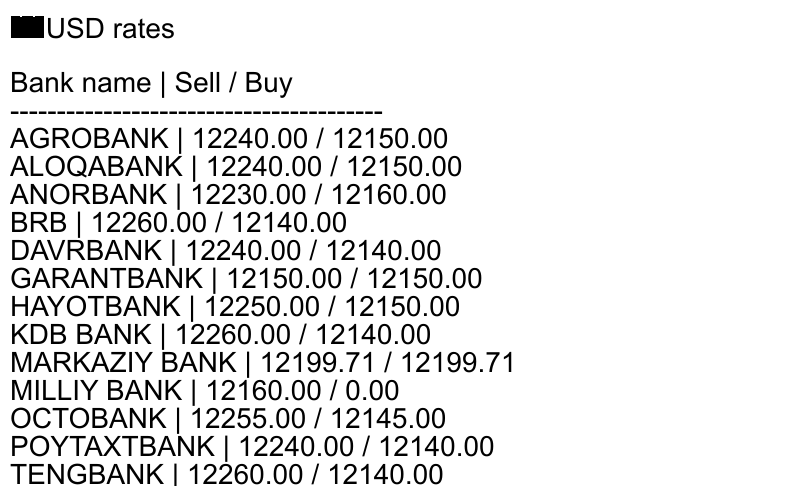 USD rates
Bank name | Sell / Buy
----------------------------------------
AGROBANK | 12240.00 / 12150.00
ALOQABANK | 12240.00 / 12150.00
ANORBANK | 12230.00 / 12160.00
BRB | 12260.00 / 12140.00
DAVRBANK | 12240.00 / 12140.00
GARANTBANK | 12150.00 / 12150.00
HAYOTBANK | 12250.00 / 12150.00
KDB BANK | 12260.00 / 12140.00
MARKAZIY BANK | 12199.71 / 12199.71
MILLIY BANK | 12160.00 / 0.00
OCTOBANK | 12255.00 / 12145.00
POYTAXTBANK | 12240.00 / 12140.00
TENGBANK | 12260.00 / 12140.00